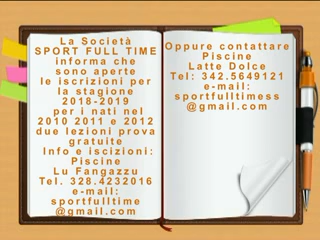 La Società
SPORT FULL TIME
informa che
sono aperte
le iscrizioni per
la stagione
2018-2019
per i nati nel
2010 2011 e 2012
due lezioni prova
gratuite
Info e iscizioni:
Piscine
Lu Fangazzu
Tel. 328.4232016
e-mail:
sportfulltime
@gmail.com
Oppure contattare
Piscine
Latte Dolce
Tel: 342.5649121
e-mail:
sportfulltimess
@gmail.com